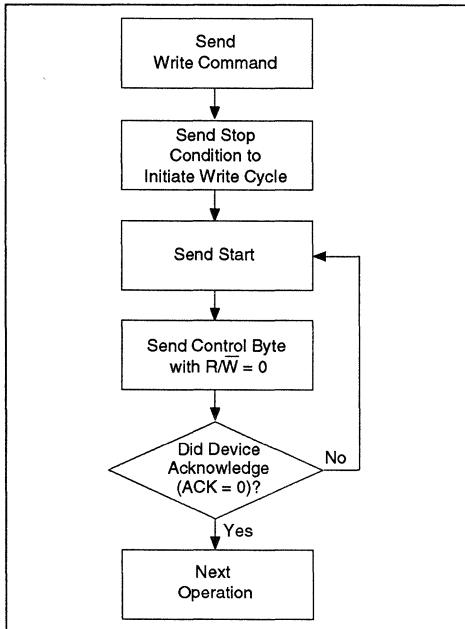 Send
Write Command
Send Stop
Condition to
Initiate Write Cycle
Send Start
Send Control Byte
with R/W̅ = 0
Did Device
Acknowledge
(ACK = 0)?
No
Yes
Next
Operation